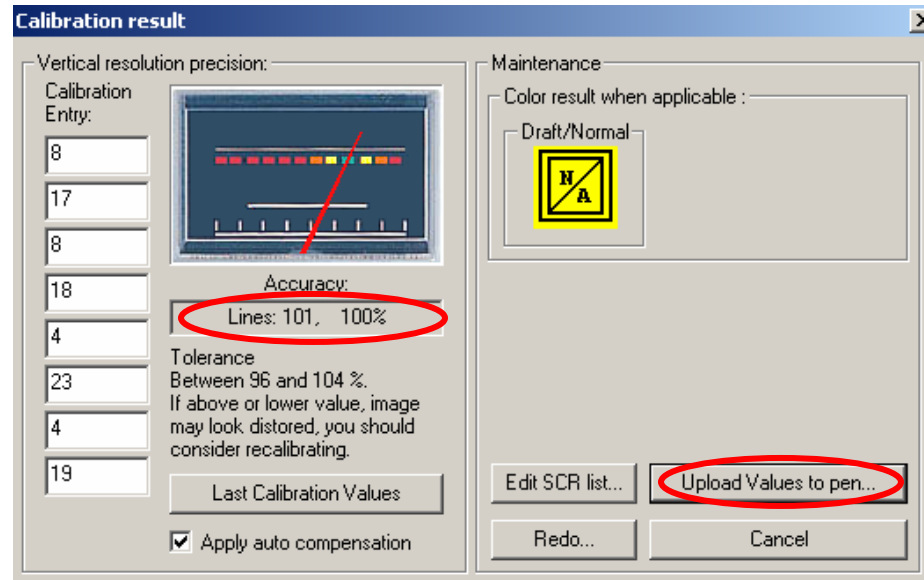 Calibration result
Vertical resolution precision:
Calibration
Entry:
8
17
8
18
4
23
4
19
Accuracy:
Lines: 101, 100%
Tolerance
Between 96 and 104 %.
If above or lower value, image
may look distored, you should
consider recalibrating.
Last Calibration Values
Apply auto compensation
Maintenance
Color result when applicable :
Draft/Normal
N
A
Edit SCR list...
Upload Values to pen...
Redo...
Cancel